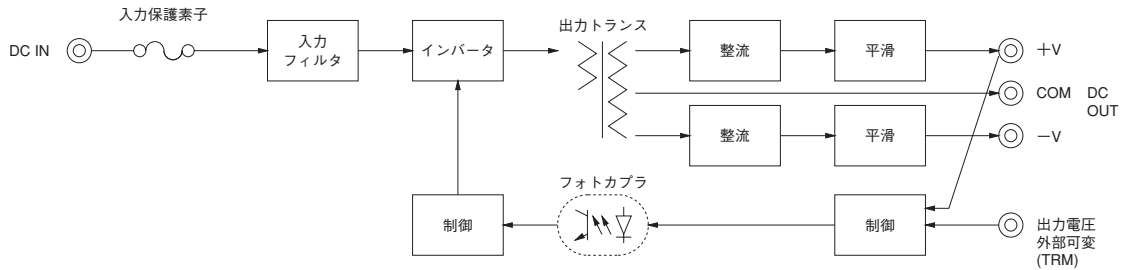 入力保護素子
DC IN
入力
フィルタ
インバータ
出力トランス
整流
平滑
＋V
COM
DC
OUT
整流
平滑
－V
制御
フォトカプラ
制御
出力電圧
外部可変
(TRM)